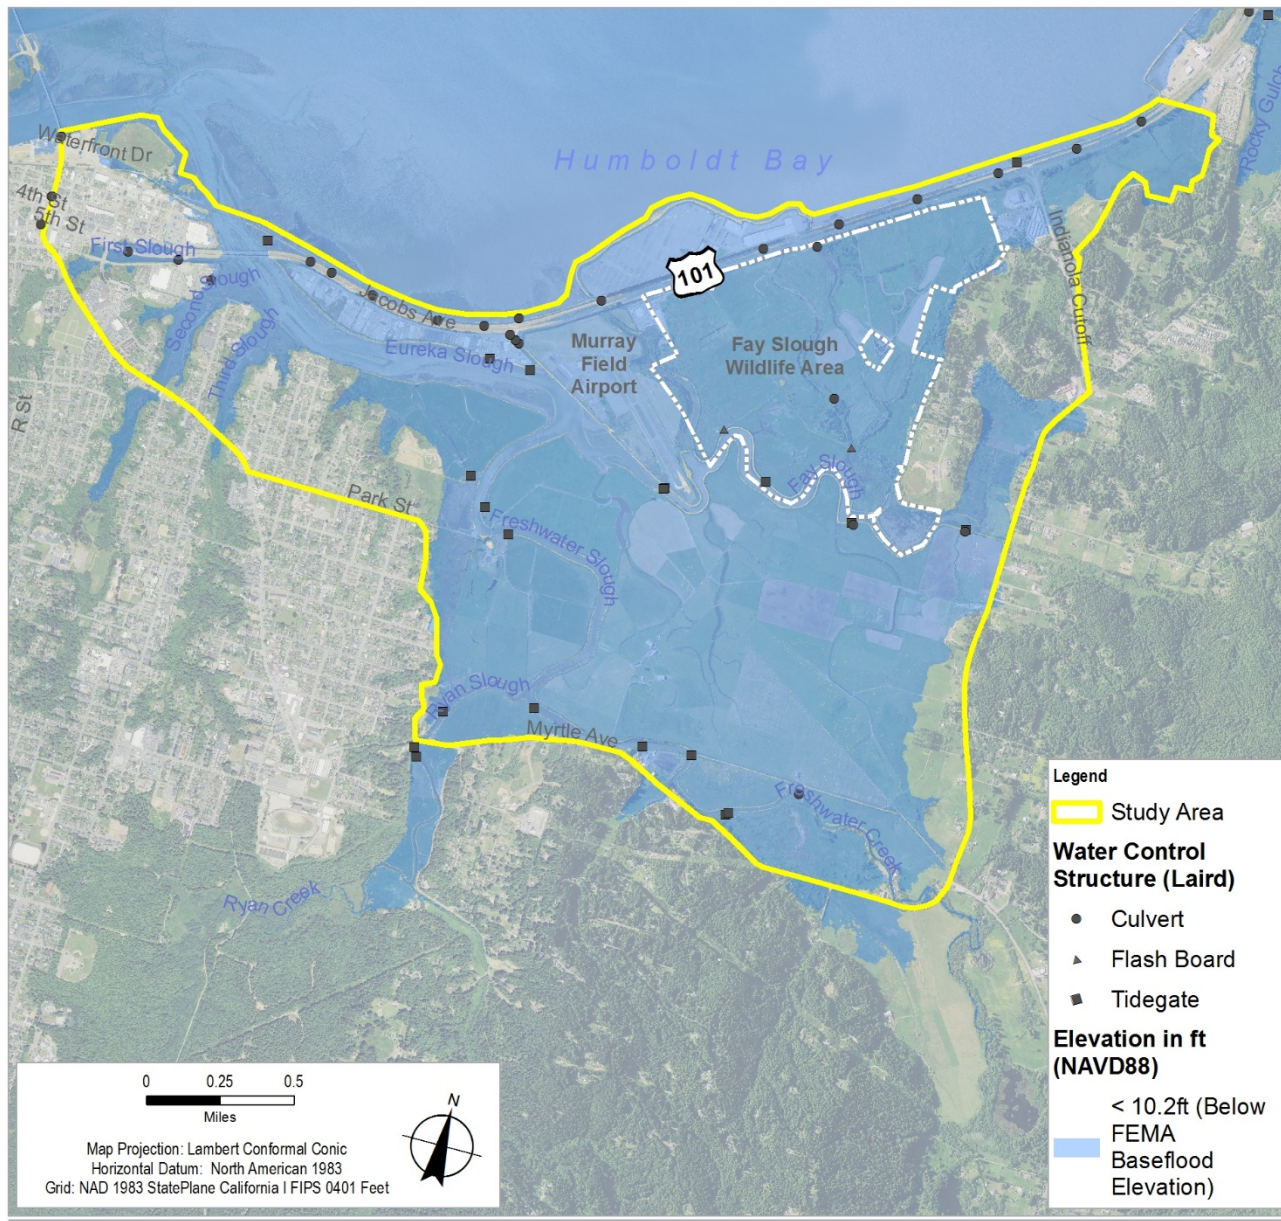 Humboldt Bay
Waterfront Dr
4th St
5th St
First Slough
Second Slough
Third Slough
Jacobs Ave
Eureka Slough
101
Murray
Field
Airport
Fay Slough
Wildlife Area
Indianola Cutoff
Rocky Gulch
R St
Park St
Fay Slough
Freshwater Slough
Ryan Slough
Myrtle Ave
Freshwater Creek
Ryan Creek
Legend
Study Area
Water Control
Structure (Laird)
Culvert
Flash Board
Tidegate
Elevation in ft
(NAVD88)
< 10.2ft (Below
FEMA
Baseflood
Elevation)
0 0.25 0.5
Miles
N
Map Projection: Lambert Conformal Conic
Horizontal Datum: North American 1983
Grid: NAD 1983 StatePlane California I FIPS 0401 Feet